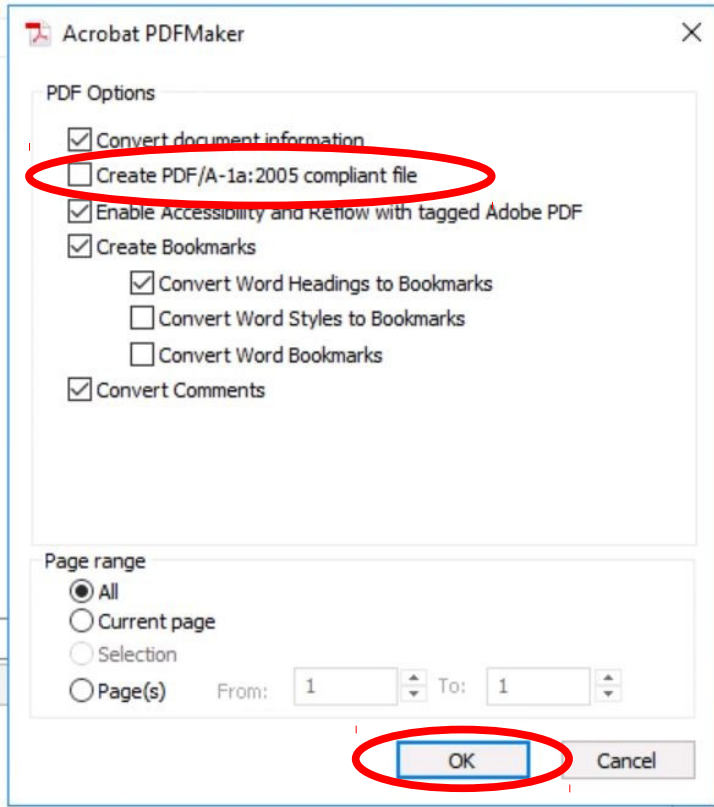 Acrobat PDFMaker
PDF Options
Convert document information
Create PDF/A-1a:2005 compliant file
Enable Accessibility and Reflow with tagged Adobe PDF
Create Bookmarks
Convert Word Headings to Bookmarks
Convert Word Styles to Bookmarks
Convert Word Bookmarks
Convert Comments
Page range
All
Current page
Selection
Page(s) From: 1 To: 1
OK Cancel